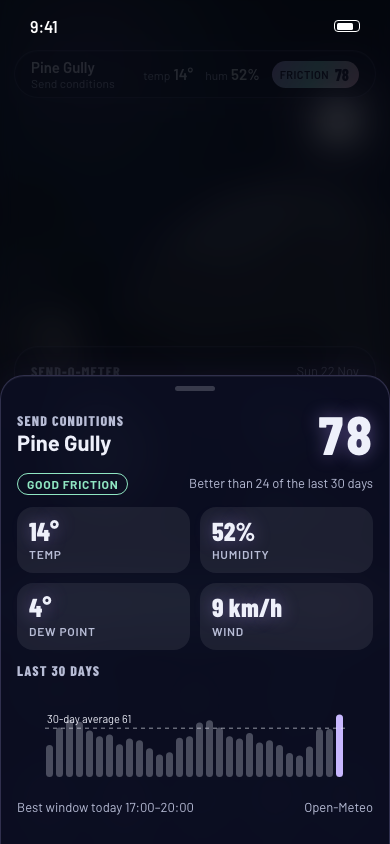 9:41
Pine Gully
Send conditions
temp 14° hum 52% FRICTION 78
SEND-O-METER Sun 22 Nov
SEND CONDITIONS
Pine Gully
78
GOOD FRICTION
Better than 24 of the last 30 days
14°
TEMP
52%
HUMIDITY
4°
DEW POINT
9 km/h
WIND
LAST 30 DAYS
30-day average 61
Best window today 17:00–20:00
Open-Meteo